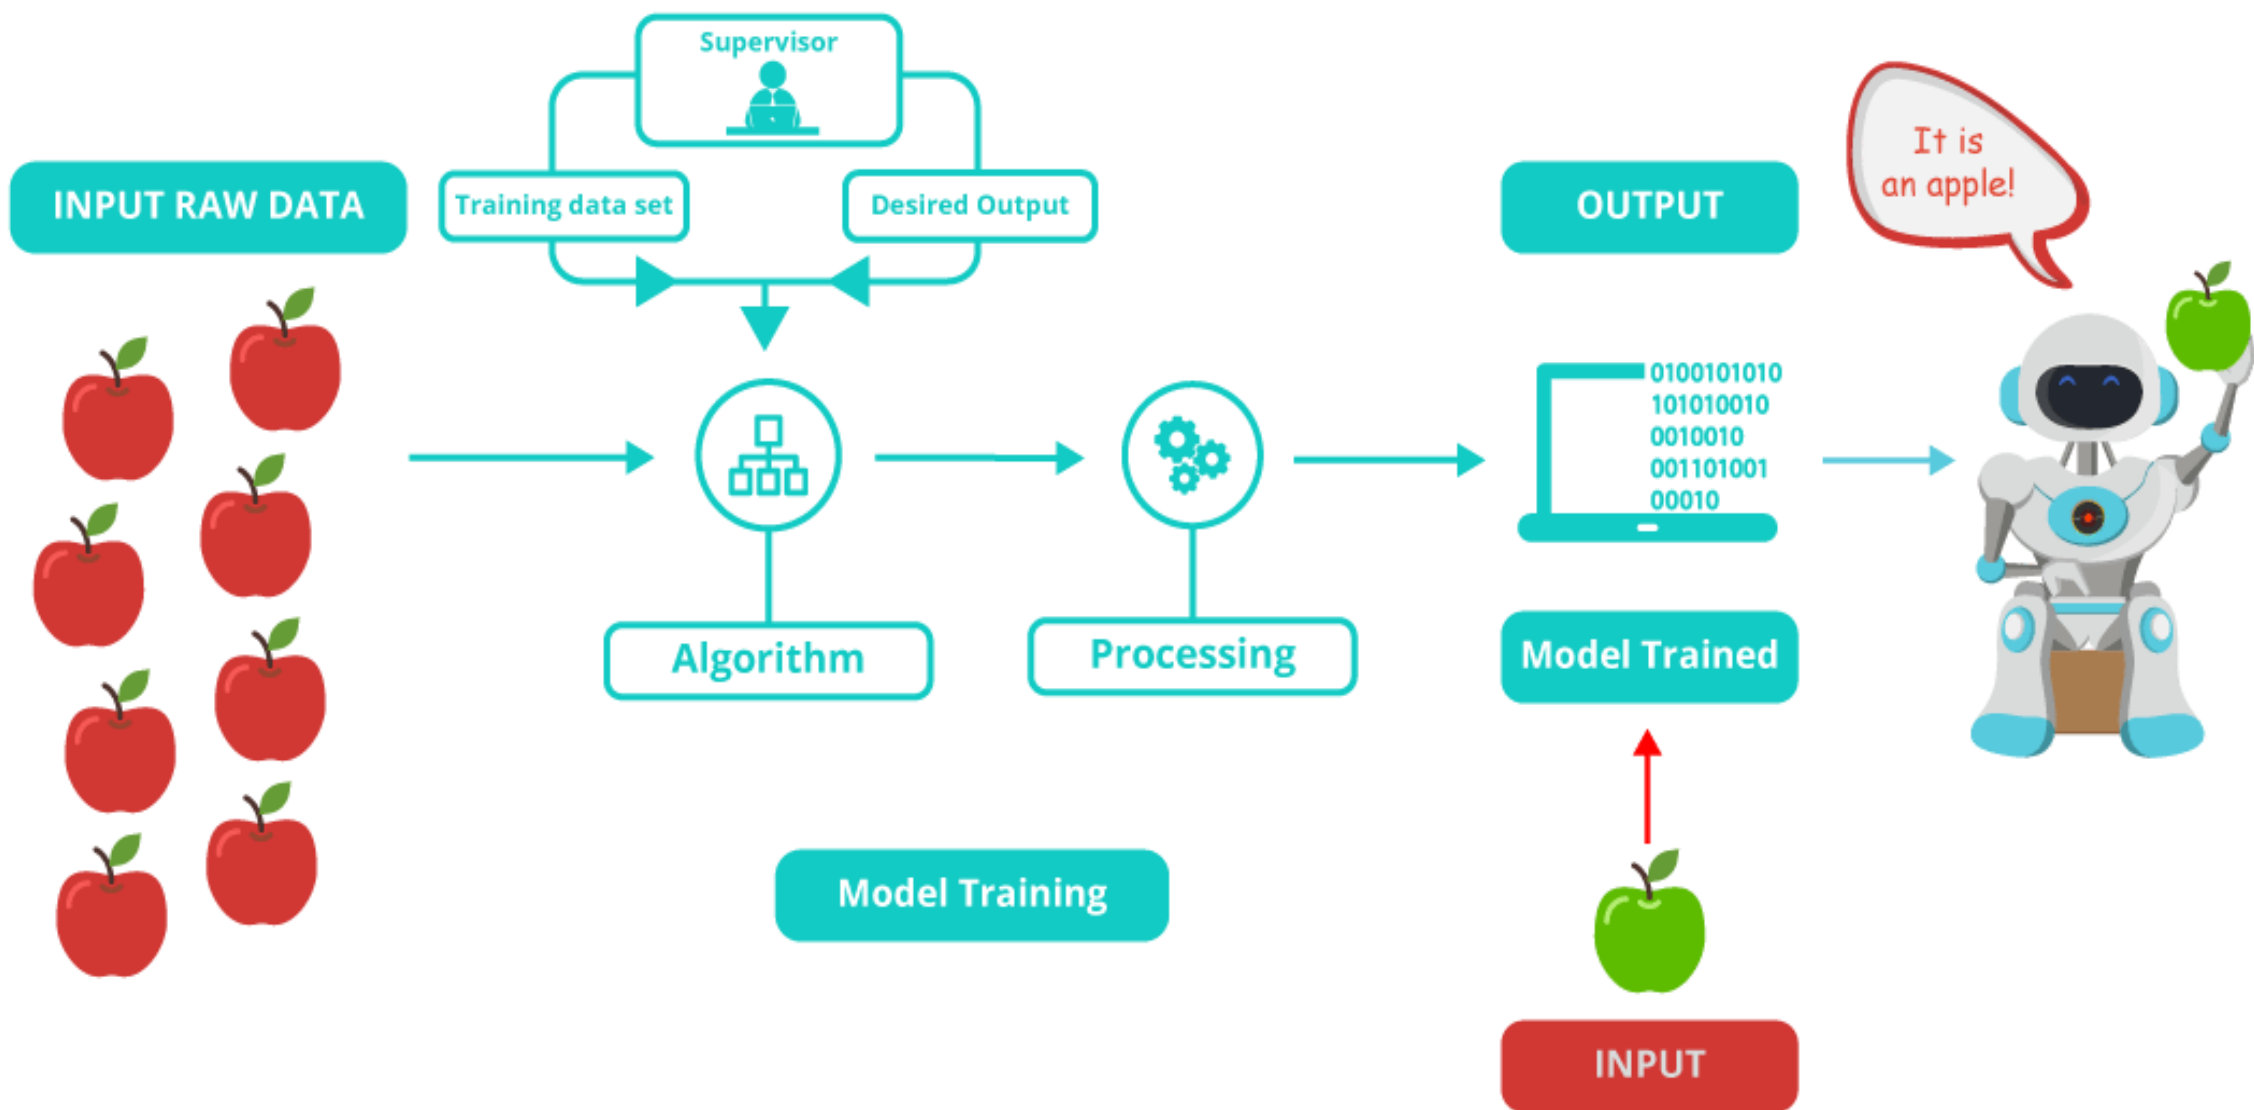 Supervisor
INPUT RAW DATA
Training data set
Desired Output
OUTPUT
It is
an apple!
0100101010
101010010
0010010
001101001
00010
Algorithm
Processing
Model Trained
Model Training
INPUT